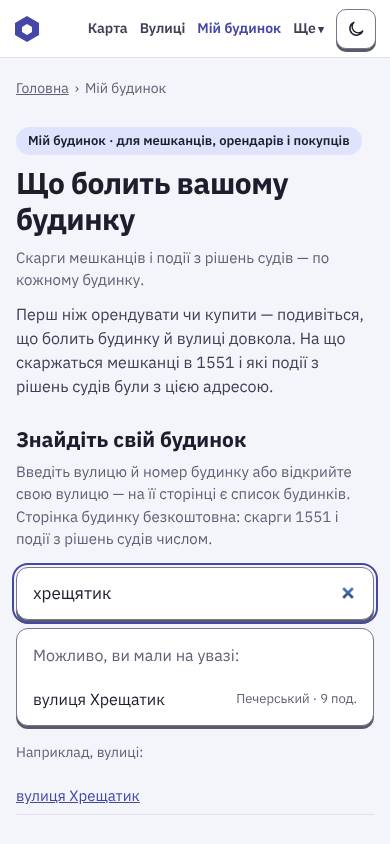 Карта Вулиці Мій будинок Ще ▾
Головна › Мій будинок
Мій будинок · для мешканців, орендарів і покупців
Що болить вашому
будинку
Скарги мешканців і події з рішень судів — по
кожному будинку.
Перш ніж орендувати чи купити — подивіться,
що болить будинку й вулиці довкола. На що
скаржаться мешканці в 1551 і які події з
рішень судів були з цією адресою.
Знайдіть свій будинок
Введіть вулицю й номер будинку або відкрийте
свою вулицю — на її сторінці є список будинків.
Сторінка будинку безкоштовна: скарги 1551 і
події з рішень судів числом.
хрещятик
Можливо, ви мали на увазі:
вулиця Хрещатик Печерський · 9 под.
Наприклад, вулиці:
вулиця Хрещатик